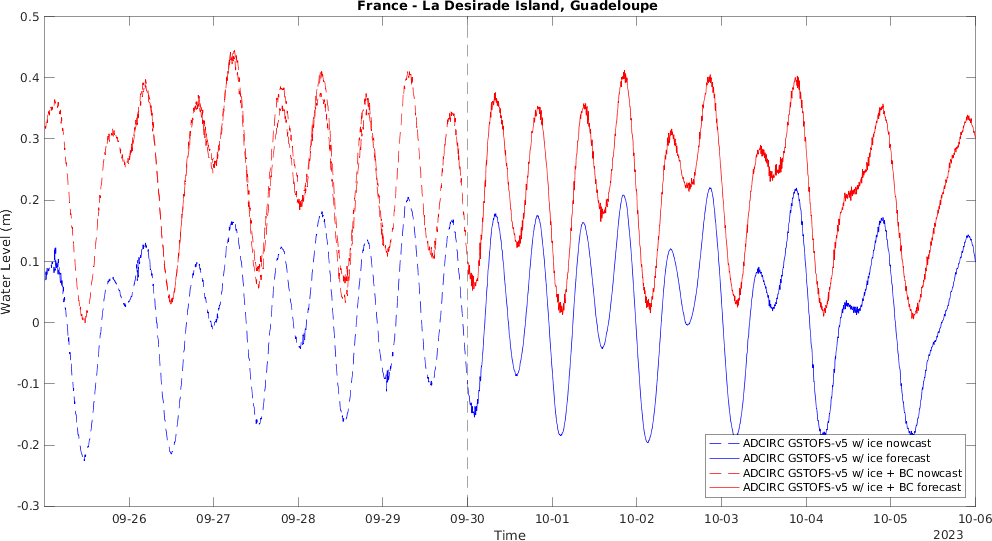 France - La Desirade Island, Guadeloupe
0.5
0.4
0.3
0.2
0.1
0
-0.1
-0.2
-0.3
Water Level (m)
09-26 09-27 09-28 09-29 09-30 10-01 10-02 10-03 10-04 10-05 10-06
Time
2023
ADCIRC GSTOFS-v5 w/ ice nowcast
ADCIRC GSTOFS-v5 w/ ice forecast
ADCIRC GSTOFS-v5 w/ ice + BC nowcast
ADCIRC GSTOFS-v5 w/ ice + BC forecast